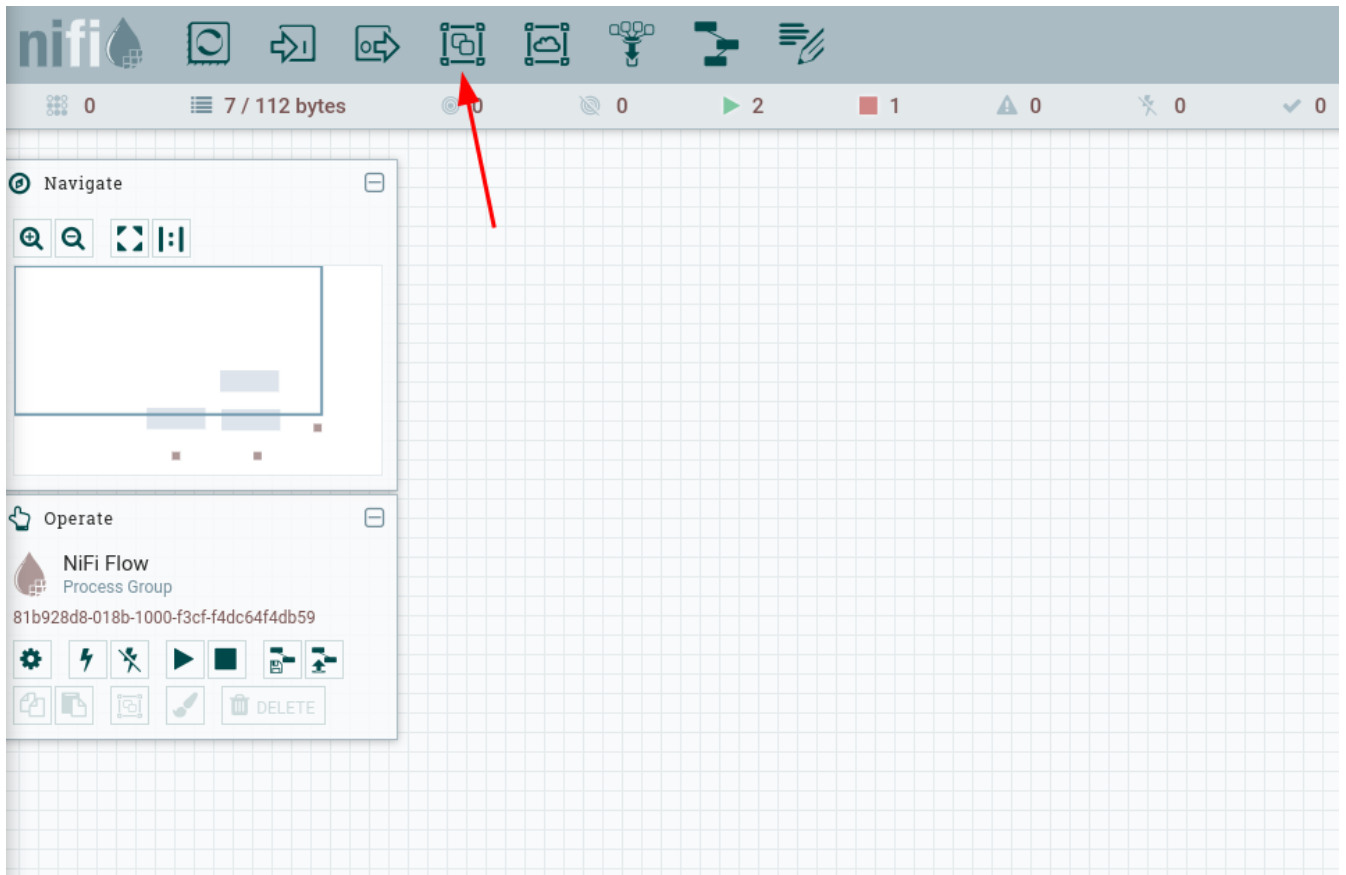 nifi
0 7 / 112 bytes 0 0 2 1 0 0 0
Navigate
Operate
NiFi Flow
Process Group
81b928d8-018b-1000-f3cf-f4dc64f4db59
DELETE